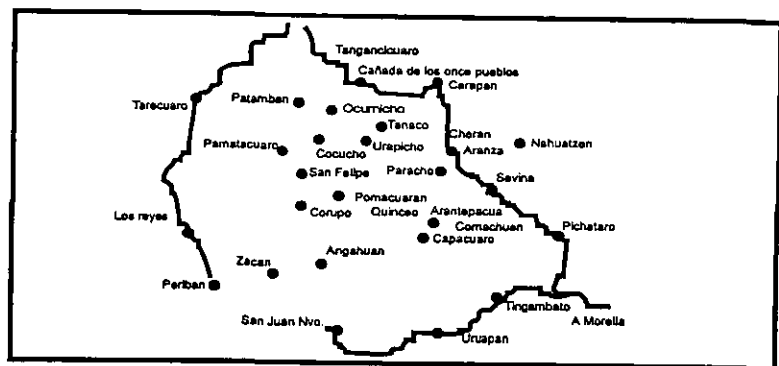 Tangancicuaro
Cañada de los once pueblos
Carapan
Tarecuaro
Patamban
Ocumicho
Tanaco
Cheran
Nahuatzen
Pamatacuaro
Cocucho
Urapicho
Aranza
San Felipe
Paracho
Sevina
Pomacuaran
Los reyes
Corupo
Quinceo
Arantepacua
Comachuen
Pichataro
Capacuaro
Zacan
Angahuan
Periban
Tingambato
San Juan Nvo.
Uruapan
A Morelia